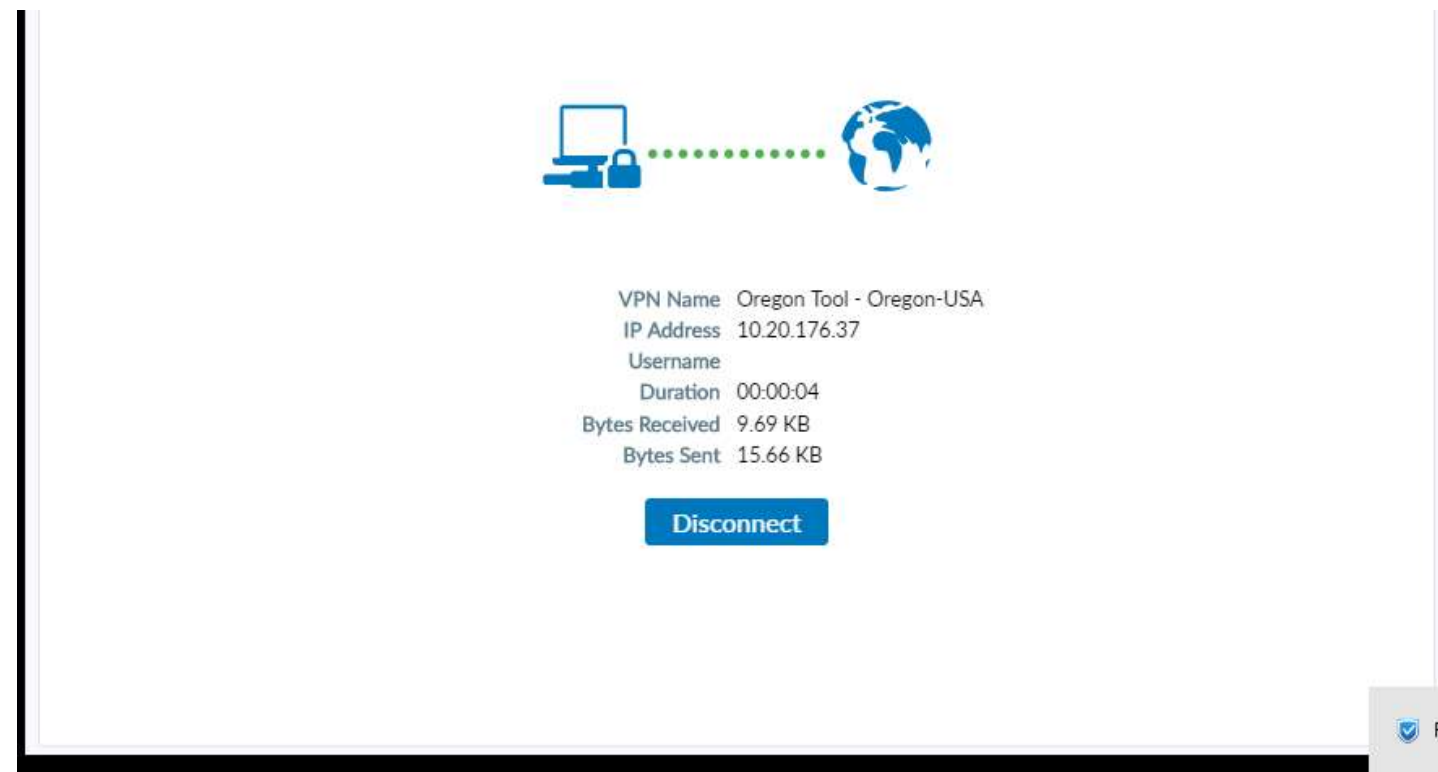 VPN Name Oregon Tool - Oregon-USA
IP Address 10.20.176.37
Username
Duration 00:00:04
Bytes Received 9.69 KB
Bytes Sent 15.66 KB
Disconnect